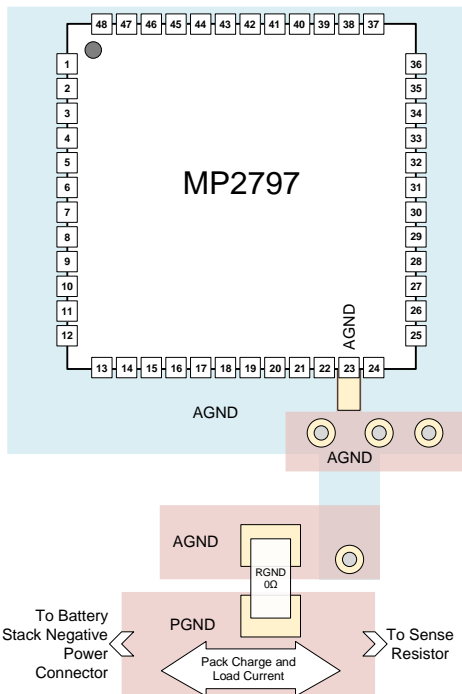 48 47 46 45 44 43 42 41 40 39 38 37
1
2
3
4
5
6
7
8
9
10
11
12
36
35
34
33
32
31
30
29
28
27
26
25
MP2797
AGND
13 14 15 16 17 18 19 20 21 22 23 24
AGND
AGND
AGND
RGND
0Ω
PGND
To Battery
Stack Negative
Power
Connector
Pack Charge and
Load Current
To Sense
Resistor